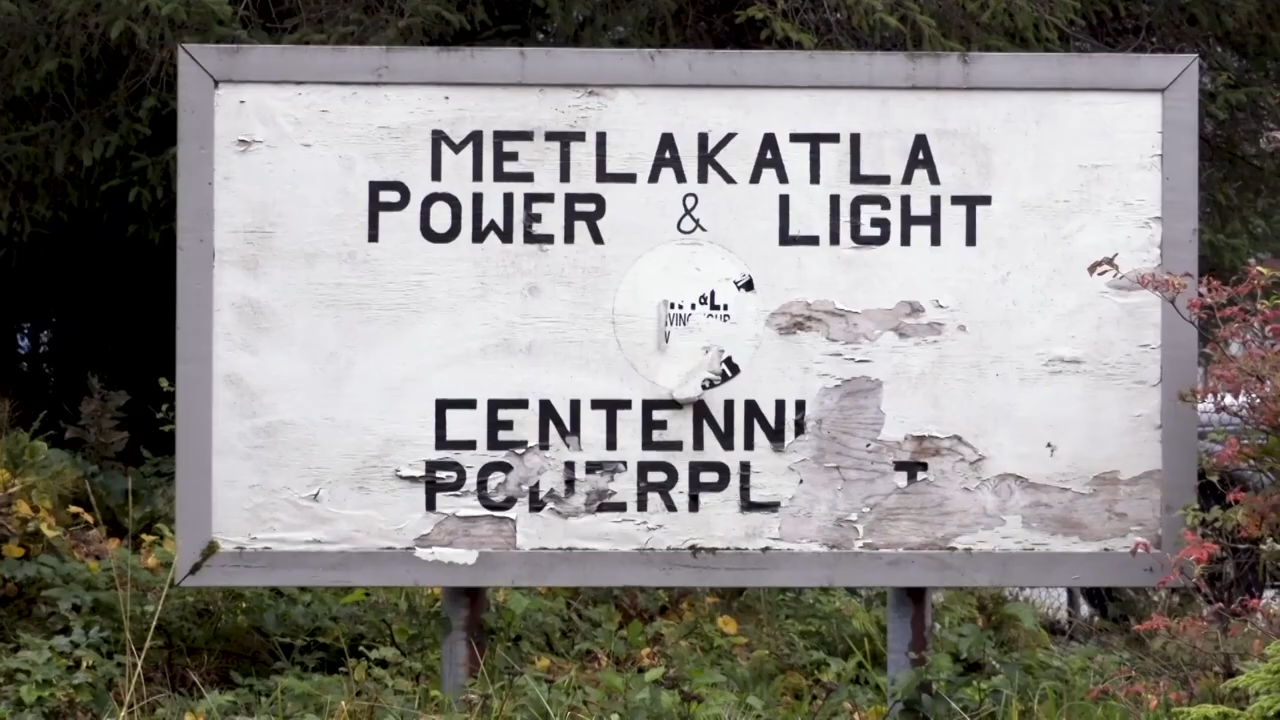 METLAKATLA
POWER & LIGHT
&L.
CENTENNI
POWERPL T